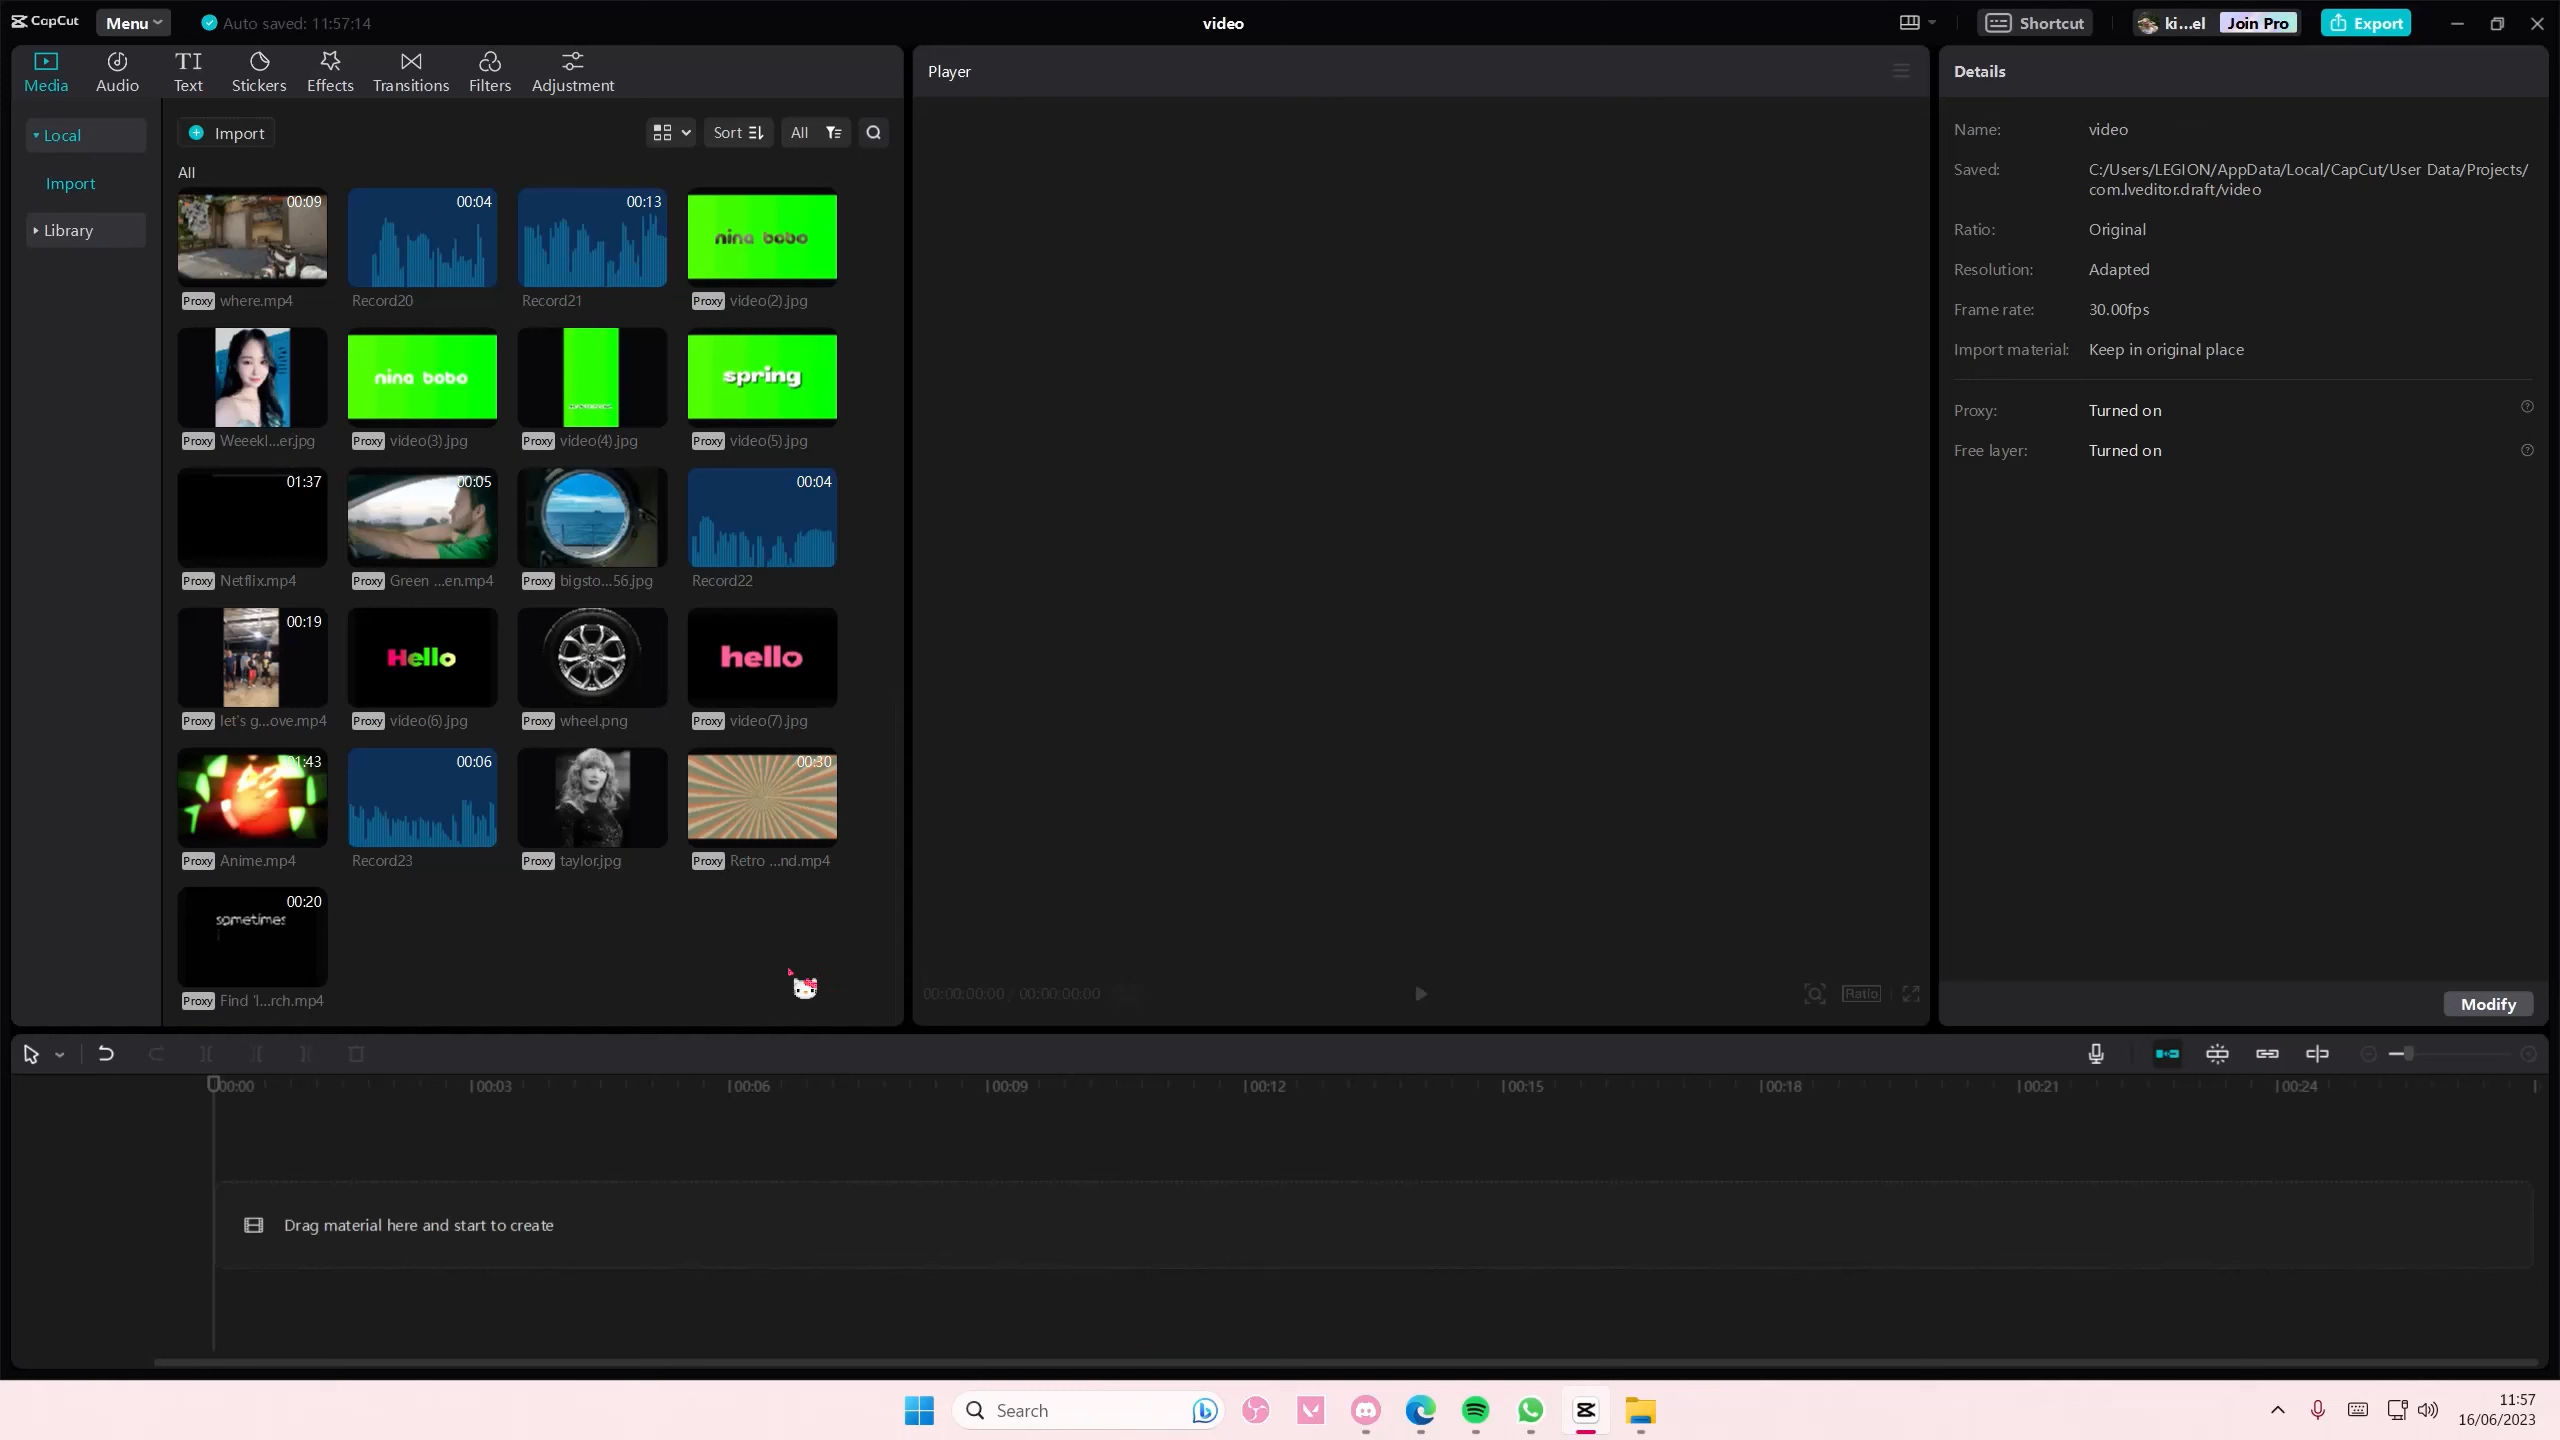 CapCut
Menu
Auto saved: 11:57:14
video
Shortcut
ki...el
Join Pro
Export
Media
Audio
Text
Stickers
Effects
Transitions
Filters
Adjustment
Player
Details
Local
Import
Library
Import
Sort
All
All
00:09
00:04
00:13
nina bobo
Proxy where.mp4
Record20
Record21
Proxy video(2).jpg
nina bobo
spring
Proxy Weeekl...er.jpg
Proxy video(3).jpg
Proxy video(4).jpg
Proxy video(5).jpg
01:37
00:05
00:04
Proxy Netflix.mp4
Proxy Green ...en.mp4
Proxy bigsto...56.jpg
Record22
00:19
Hello
hello
Proxy let's g...ove.mp4
Proxy video(6).jpg
Proxy wheel.png
Proxy video(7).jpg
01:43
00:06
00:30
Proxy Anime.mp4
Record23
Proxy taylor.jpg
Proxy Retro ...nd.mp4
00:20
sometimes
Proxy Find 'l...rch.mp4
00:00:00:00 / 00:00:00:00
Ratio
Name: video
Saved: C:/Users/LEGION/AppData/Local/CapCut/User Data/Projects/
com.lveditor.draft/video
Ratio: Original
Resolution: Adapted
Frame rate: 30.00fps
Import material: Keep in original place
Proxy: Turned on
Free layer: Turned on
Modify
00:00
00:03
00:06
00:09
00:12
00:15
00:18
00:21
00:24
Drag material here and start to create
Search
11:57
16/06/2023